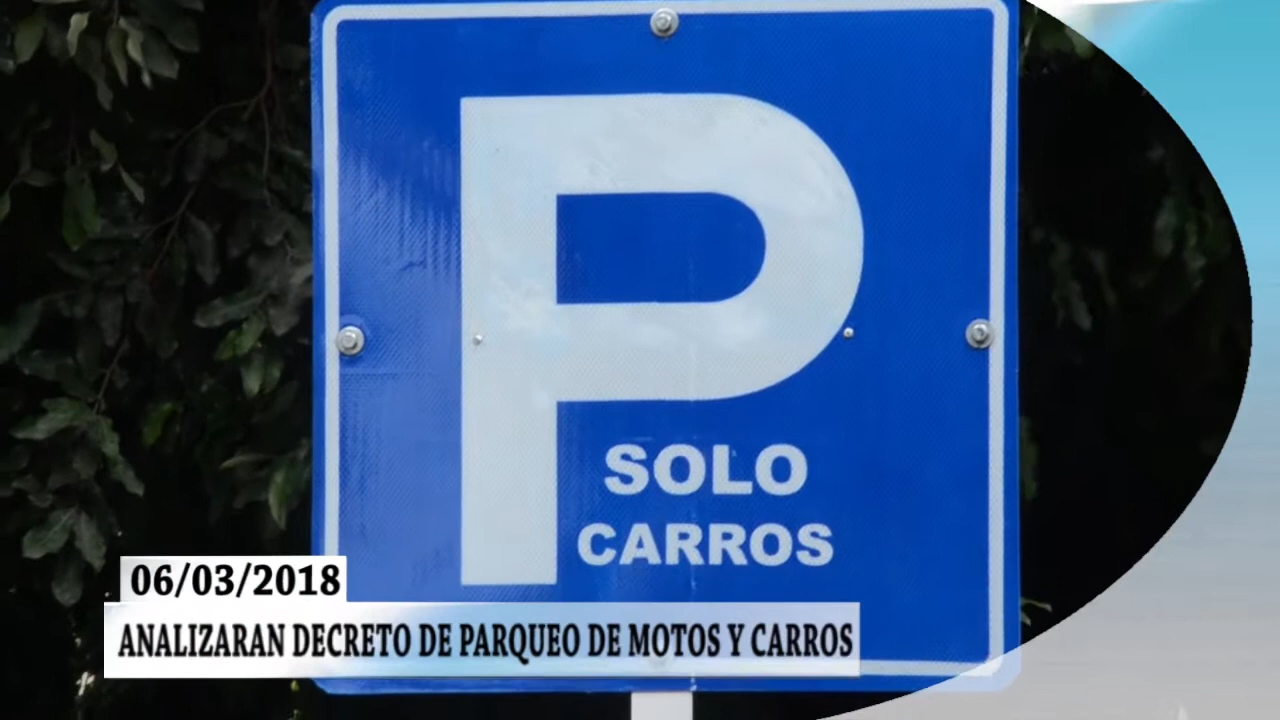 P
SOLO
CARROS
06/03/2018
ANALIZARAN DECRETO DE PARQUEO DE MOTOS Y CARROS